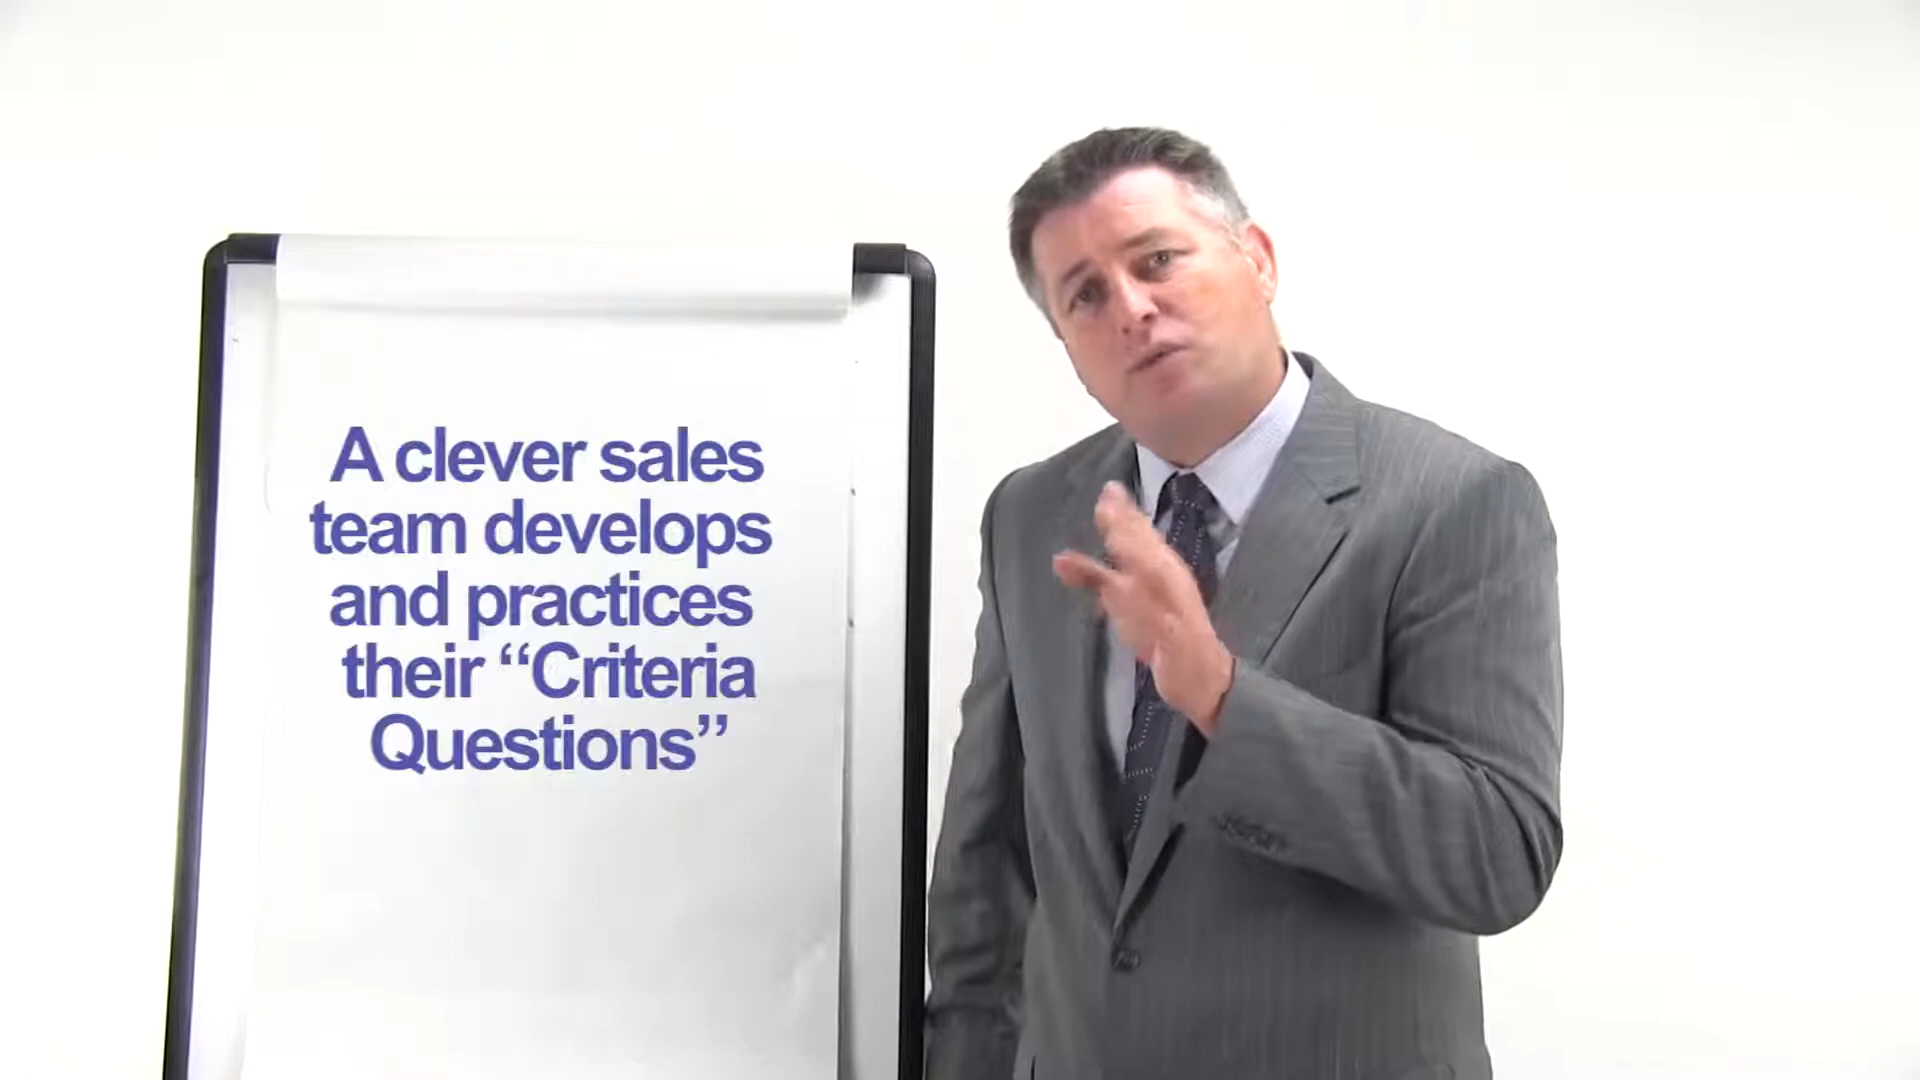 A clever sales
team develops
and practices
their “Criteria
Questions”